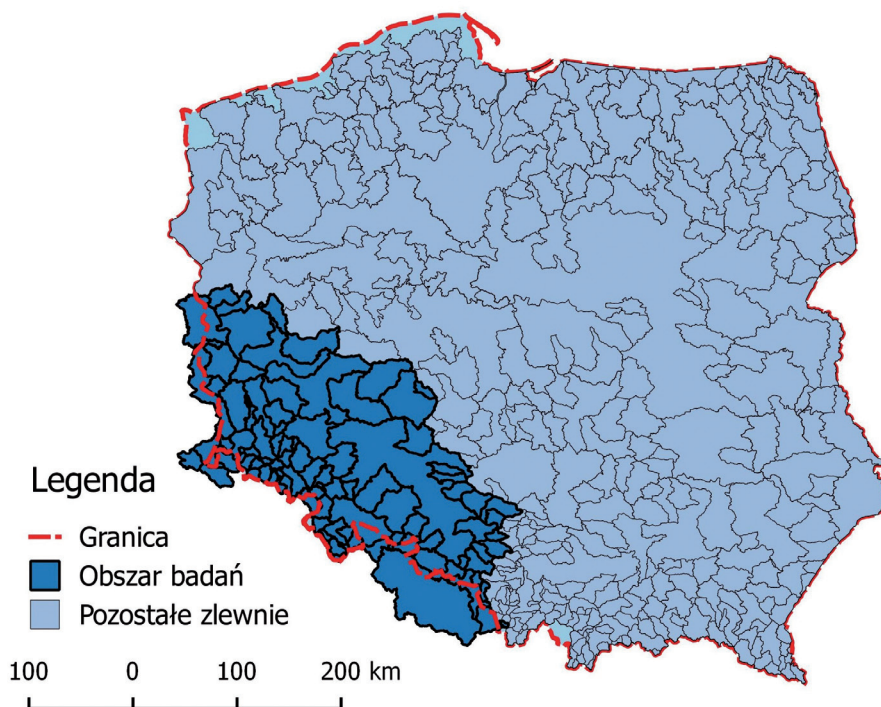 Legenda
Granica
Obszar badań
Pozostałe zlewnie
100 0 100 200 km